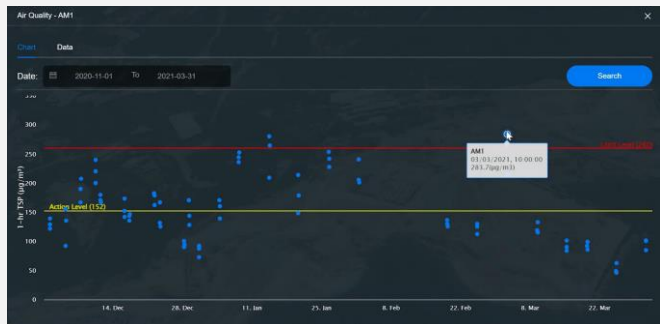 Air Quality - AM1
Chart Data
Date: 2020-11-01 To 2021-03-31 Search
350
300
250
200
150
100
50
0
1-hr TSP (µg/m³)
Action Level (152)
AM1
03/03/2021, 10:00:00
283.7(µg/m3)
14. Dec 28. Dec 11. Jan 25. Jan 8. Feb 22. Feb 8. Mar 22. Mar